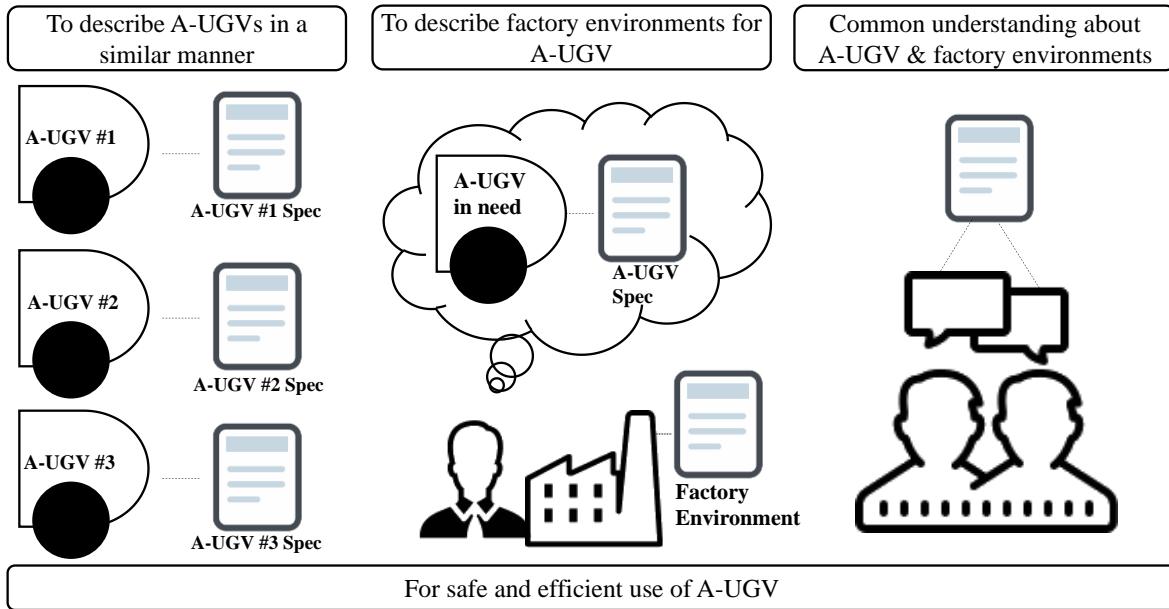 To describe A-UGVs in a
similar manner
To describe factory environments for
A-UGV
Common understanding about
A-UGV & factory environments
A-UGV #1
A-UGV #1 Spec
A-UGV #2
A-UGV #2 Spec
A-UGV #3
A-UGV #3 Spec
A-UGV
in need
A-UGV
Spec
Factory
Environment
For safe and efficient use of A-UGV